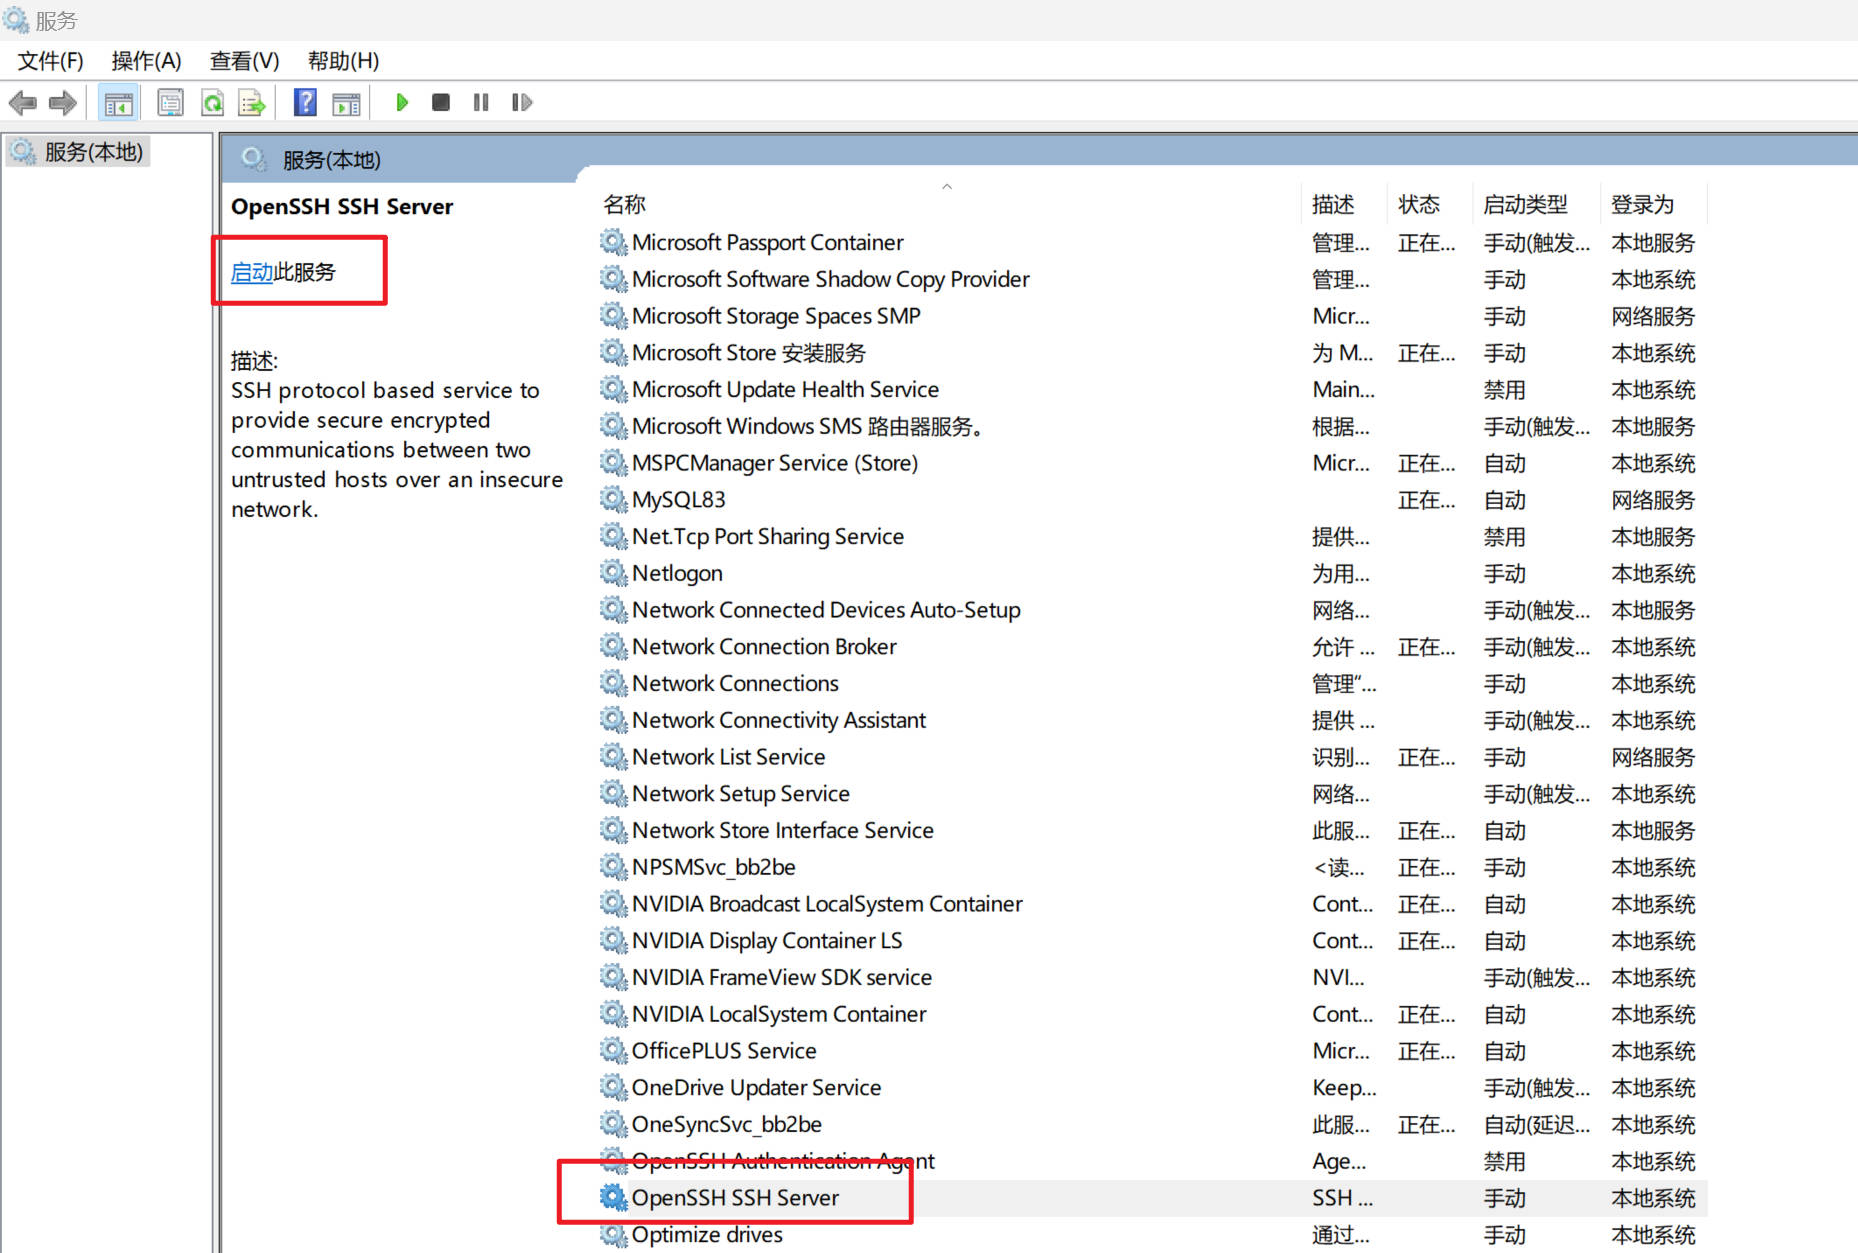 服务
文件(F) 操作(A) 查看(V) 帮助(H)
服务(本地)
服务(本地)
OpenSSH SSH Server
启动此服务
描述:
SSH protocol based service to
provide secure encrypted
communications between two
untrusted hosts over an insecure
network.
名称 描述 状态 启动类型 登录为
Microsoft Passport Container 管理... 正在... 手动(触发... 本地服务
Microsoft Software Shadow Copy Provider 管理... 手动 本地系统
Microsoft Storage Spaces SMP Micr... 手动 网络服务
Microsoft Store 安装服务 为 M... 正在... 手动 本地系统
Microsoft Update Health Service Main... 禁用 本地系统
Microsoft Windows SMS 路由器服务。 根据... 手动(触发... 本地服务
MSPCManager Service (Store) Micr... 正在... 自动 本地系统
MySQL83 正在... 自动 网络服务
Net.Tcp Port Sharing Service 提供... 禁用 本地服务
Netlogon 为用... 手动 本地系统
Network Connected Devices Auto-Setup 网络... 手动(触发... 本地服务
Network Connection Broker 允许 ... 正在... 手动(触发... 本地系统
Network Connections 管理“... 手动 本地系统
Network Connectivity Assistant 提供 ... 手动(触发... 本地系统
Network List Service 识别... 正在... 手动 网络服务
Network Setup Service 网络... 手动(触发... 本地系统
Network Store Interface Service 此服... 正在... 自动 本地服务
NPSMSvc_bb2be <读... 正在... 手动 本地系统
NVIDIA Broadcast LocalSystem Container Cont... 正在... 自动 本地系统
NVIDIA Display Container LS Cont... 正在... 自动 本地系统
NVIDIA FrameView SDK service NVI... 手动(触发... 本地系统
NVIDIA LocalSystem Container Cont... 正在... 自动 本地系统
OfficePLUS Service Micr... 正在... 自动 本地系统
OneDrive Updater Service Keep... 手动(触发... 本地系统
OneSyncSvc_bb2be 此服... 正在... 自动(延迟... 本地系统
OpenSSH Authentication Agent Age... 禁用 本地系统
OpenSSH SSH Server SSH ... 手动 本地系统
Optimize drives 通过... 手动 本地系统